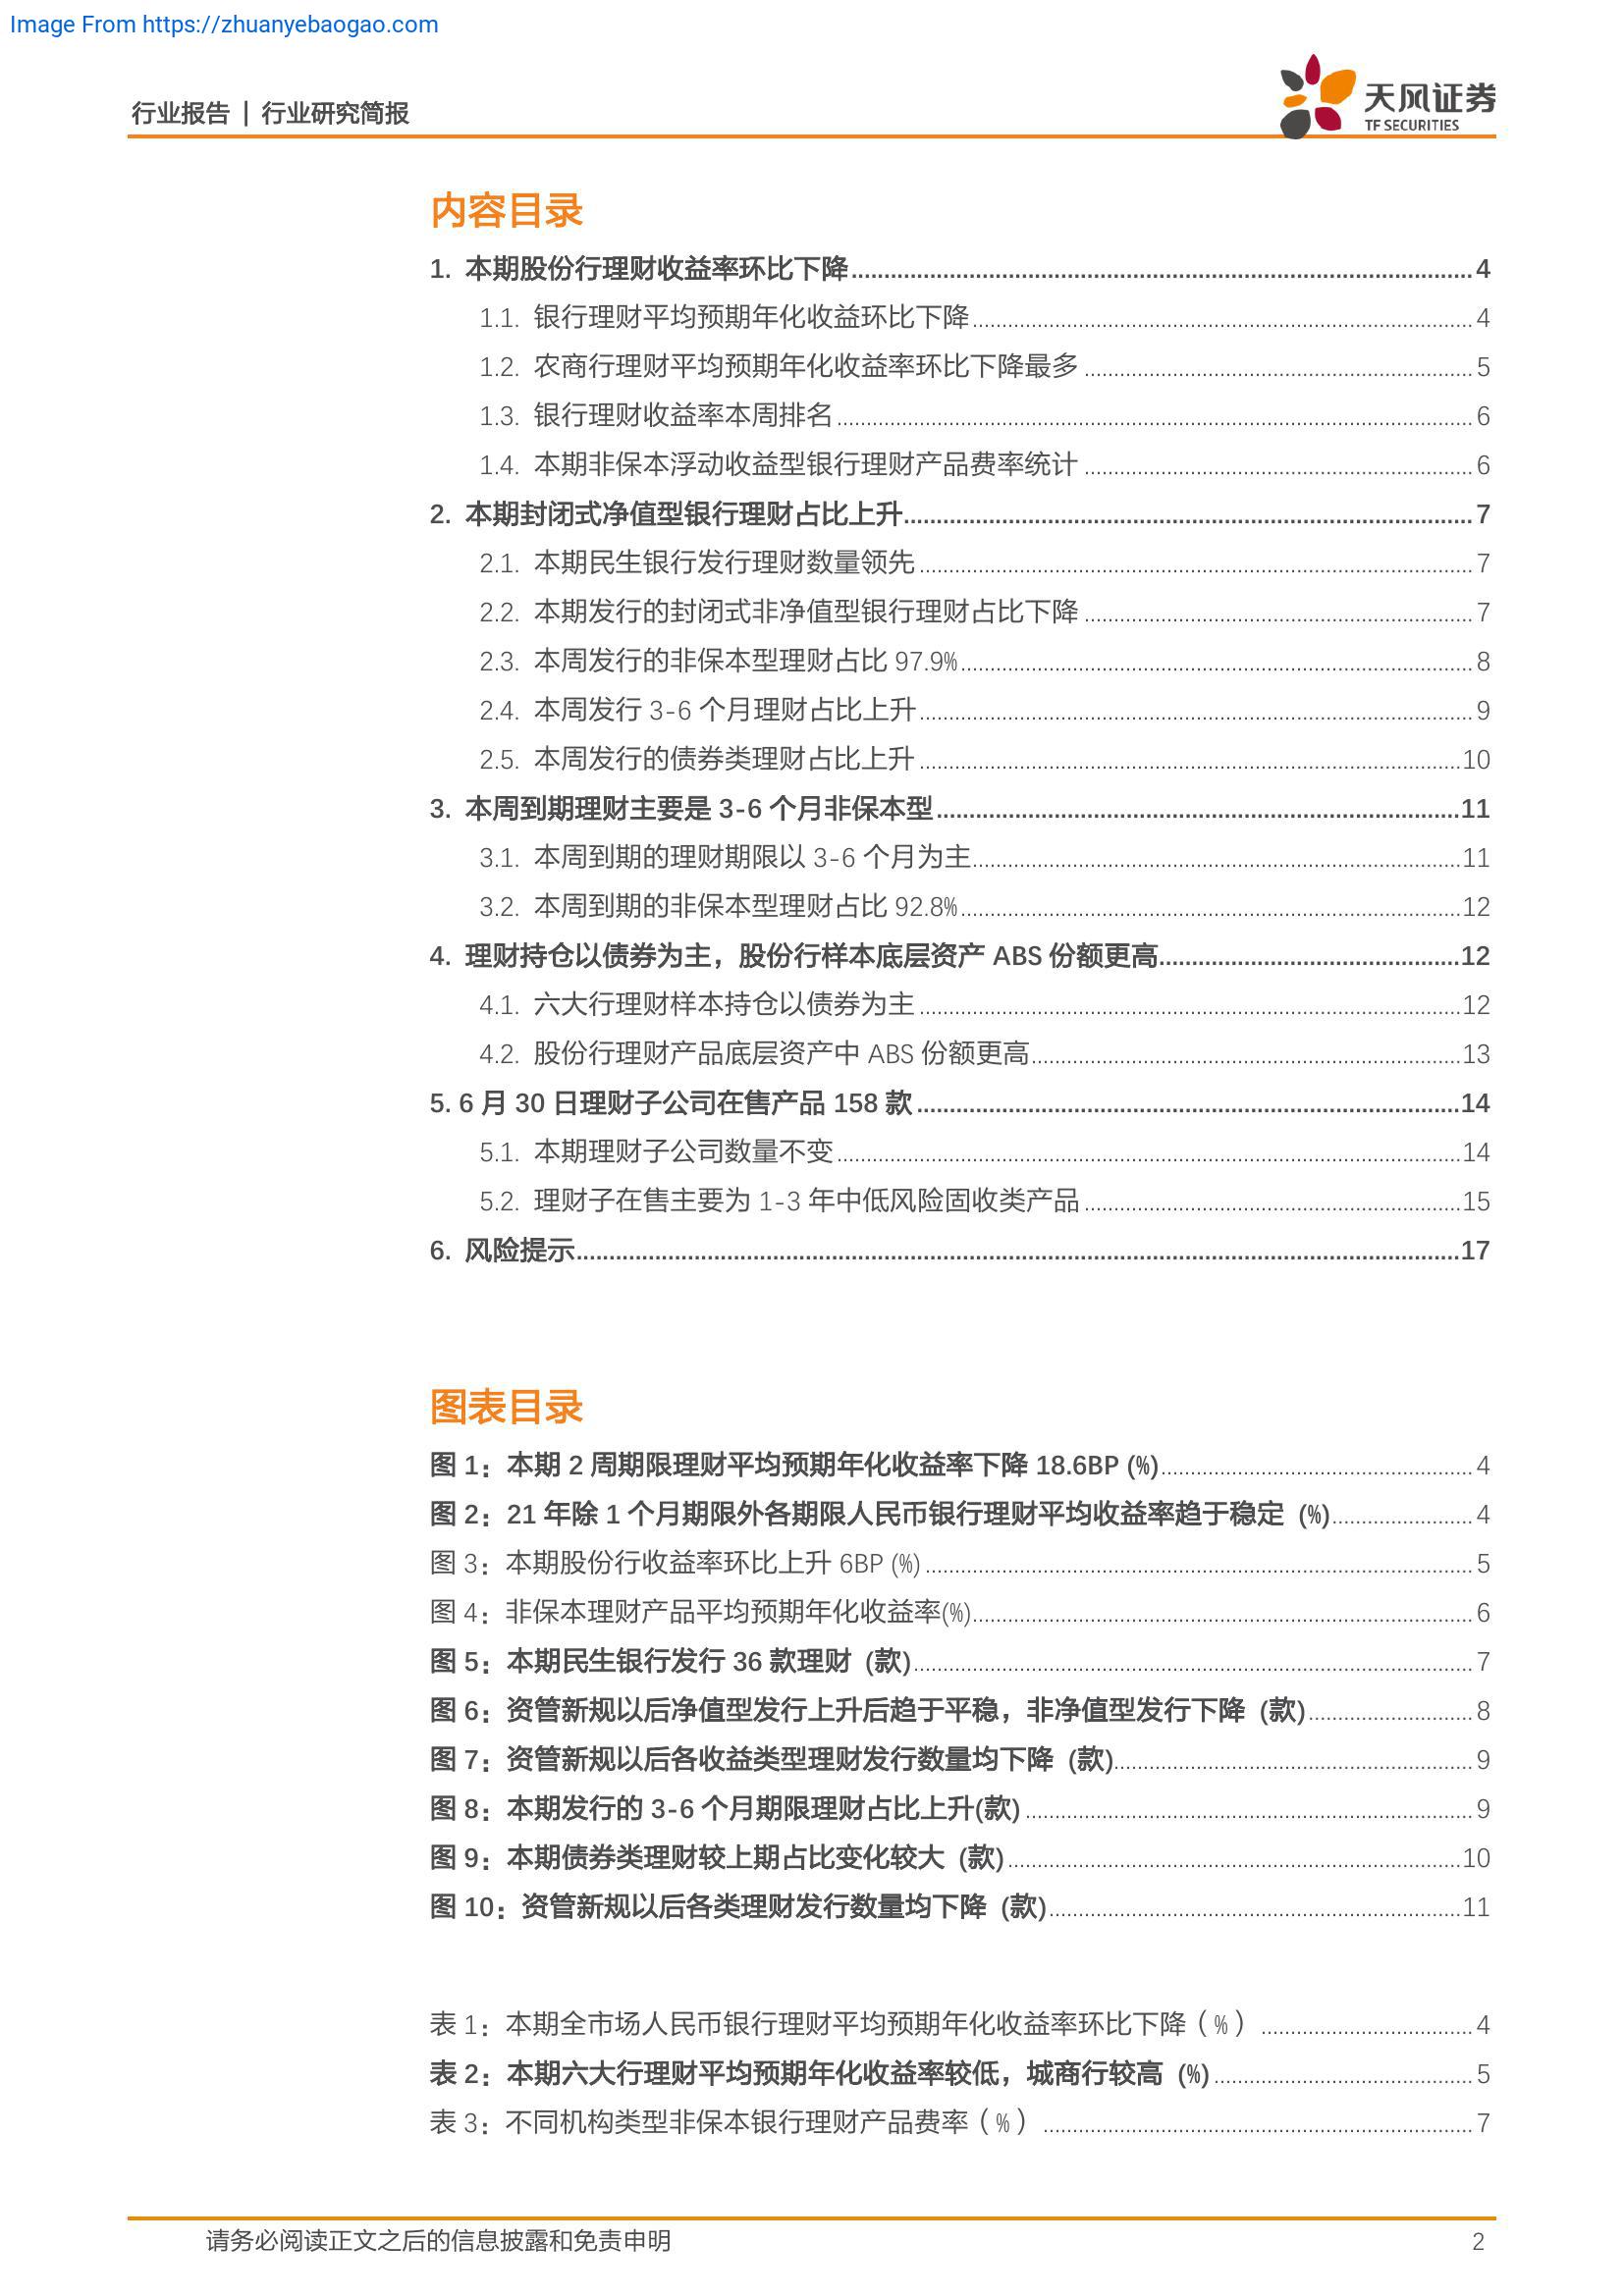 Image From https://zhuanyebaogao.com
行业报告 | 行业研究简报
天风证券
TF SECURITIES
内容目录
1. 本期股份行理财收益率环比下降 4
1.1. 银行理财平均预期年化收益环比下降 4
1.2. 农商行理财平均预期年化收益率环比下降最多 5
1.3. 银行理财收益率本周排名 6
1.4. 本期非保本浮动收益型银行理财产品费率统计 6
2. 本期封闭式净值型银行理财占比上升 7
2.1. 本期民生银行发行理财数量领先 7
2.2. 本期发行的封闭式非净值型银行理财占比下降 7
2.3. 本周发行的非保本型理财占比 97.9% 8
2.4. 本周发行 3-6 个月理财占比上升 9
2.5. 本周发行的债券类理财占比上升 10
3. 本周到期理财主要是 3-6 个月非保本型 11
3.1. 本周到期的理财期限以 3-6 个月为主 11
3.2. 本周到期的非保本型理财占比 92.8% 12
4. 理财持仓以债券为主，股份行样本底层资产 ABS 份额更高 12
4.1. 六大行理财样本持仓以债券为主 12
4.2. 股份行理财产品底层资产中 ABS 份额更高 13
5. 6 月 30 日理财子公司在售产品 158 款 14
5.1. 本期理财子公司数量不变 14
5.2. 理财子在售主要为 1-3 年中低风险固收类产品 15
6. 风险提示 17
图表目录
图 1：本期 2 周期限理财平均预期年化收益率下降 18.6BP (%) 4
图 2：21 年除 1 个月期限外各期限人民币银行理财平均收益率趋于稳定 (%) 4
图 3：本期股份行收益率环比上升 6BP (%) 5
图 4：非保本理财产品平均预期年化收益率(%) 6
图 5：本期民生银行发行 36 款理财 (款) 7
图 6：资管新规以后净值型发行上升后趋于平稳，非净值型发行下降 (款) 8
图 7：资管新规以后各收益类型理财发行数量均下降 (款) 9
图 8：本期发行的 3-6 个月期限理财占比上升(款) 9
图 9：本期债券类理财较上期占比变化较大 (款) 10
图 10：资管新规以后各类理财发行数量均下降 (款) 11
表 1：本期全市场人民币银行理财平均预期年化收益率环比下降（%） 4
表 2：本期六大行理财平均预期年化收益率较低，城商行较高 (%) 5
表 3：不同机构类型非保本银行理财产品费率（%） 7
请务必阅读正文之后的信息披露和免责申明 2